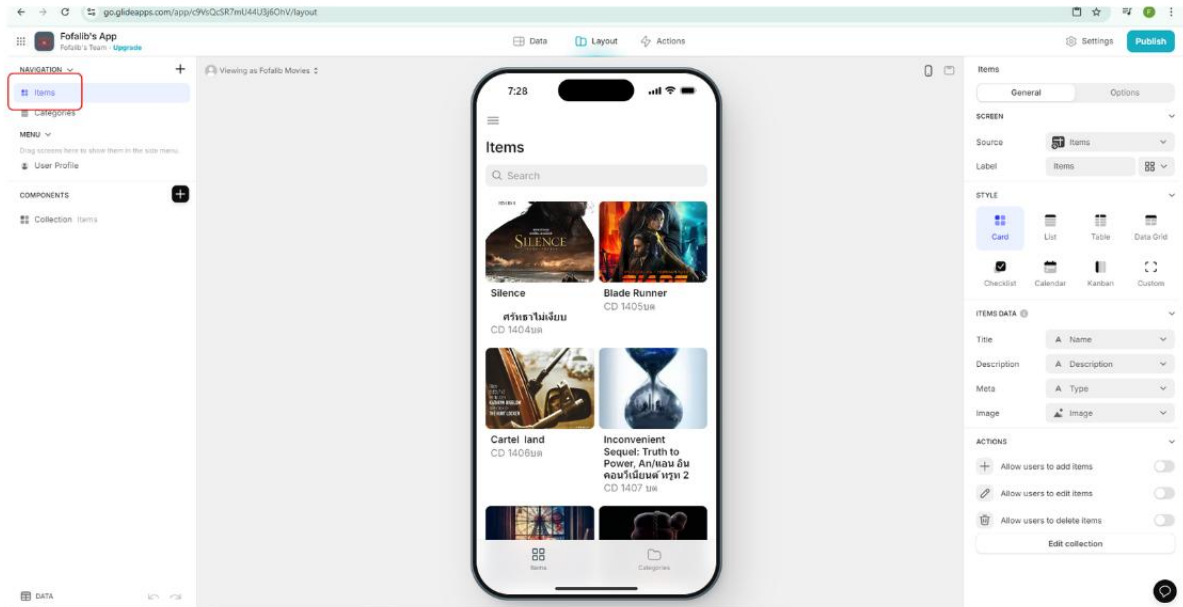 go.glideapps.com/app/c9VsQcSR7mU44U3j6OhV/layout
F
Fofalib's App
Fofalib's Team - Upgrade
Data
Layout
Actions
Settings
Publish
NAVIGATION
Items
Categories
MENU
Drag screens here to show them in the side menu.
User Profile
COMPONENTS
Collection Items
DATA
Viewing as Fofalib Movies
7:28
Items
Search
SILENCE
Silence
ศรัทธาไม่เงียบ
CD 1404บด
Blade Runner
CD 1405บด
Cartel land
CD 1406บด
Inconvenient
Sequel: Truth to
Power, An/แอน อิน
คอนวีเนียนต์ ทรูท 2
CD 1407 บด
Items
Categories
Items
General
Options
SCREEN
Source
Items
Label
Items
STYLE
Card
List
Table
Data Grid
Checklist
Calendar
Kanban
Custom
ITEMS DATA
Title
A Name
Description
A Description
Meta
A Type
Image
Image
ACTIONS
Allow users to add items
Allow users to edit items
Allow users to delete items
Edit collection